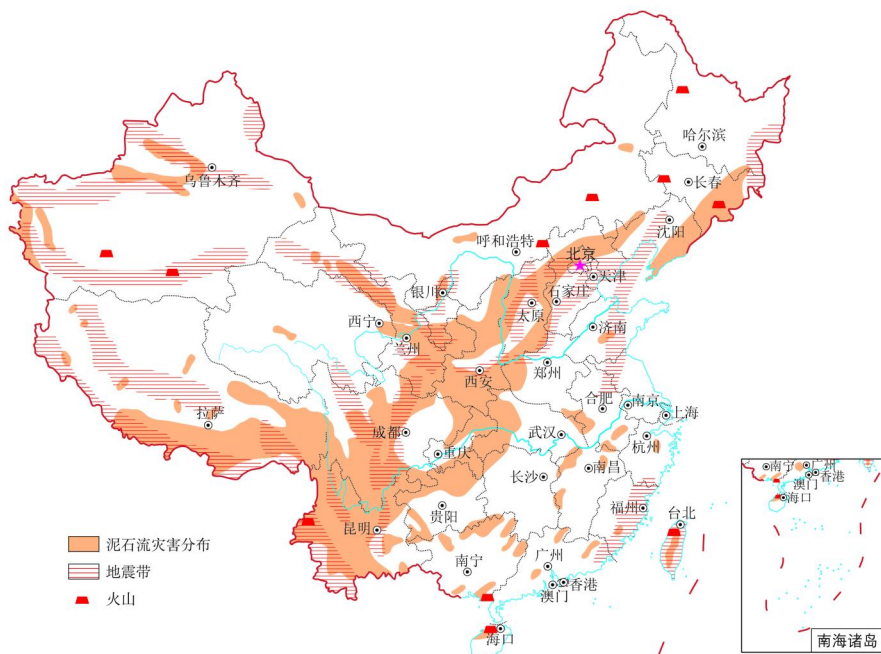 哈尔滨
长春
乌鲁木齐
沈阳
呼和浩特
北京
天津
银川
石家庄
太原
西宁
济南
兰州
郑州
西安
合肥
南京
上海
拉萨
成都
武汉
杭州
重庆
长沙
南昌
贵阳
福州
台北
昆明
南宁
广州
香港
澳门
海口
泥石流灾害分布
地震带
火山
南宁
广州
香港
澳门
海口
南海诸岛